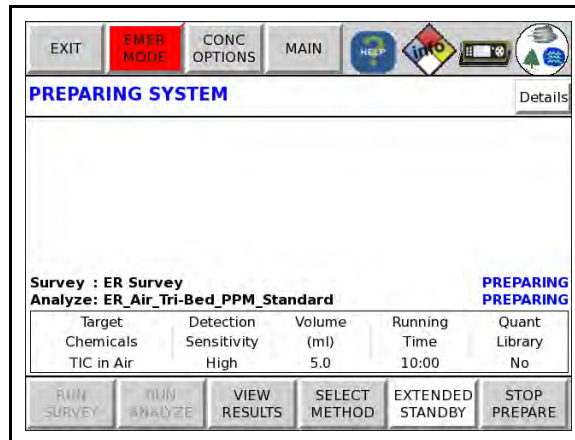 EXIT
EMER
MODE
CONC
OPTIONS
MAIN
HELP
?
info
PREPARING SYSTEM
Details
Survey : ER Survey
PREPARING
Analyze: ER_Air_Tri-Bed_PPM_Standard
PREPARING
Target Detection Volume Running Quant
Chemicals Sensitivity (ml) Time Library
TIC in Air High 5.0 10:00 No
RUN
SURVEY
RUN
ANALYZE
VIEW
RESULTS
SELECT
METHOD
EXTENDED
STANDBY
STOP
PREPARE